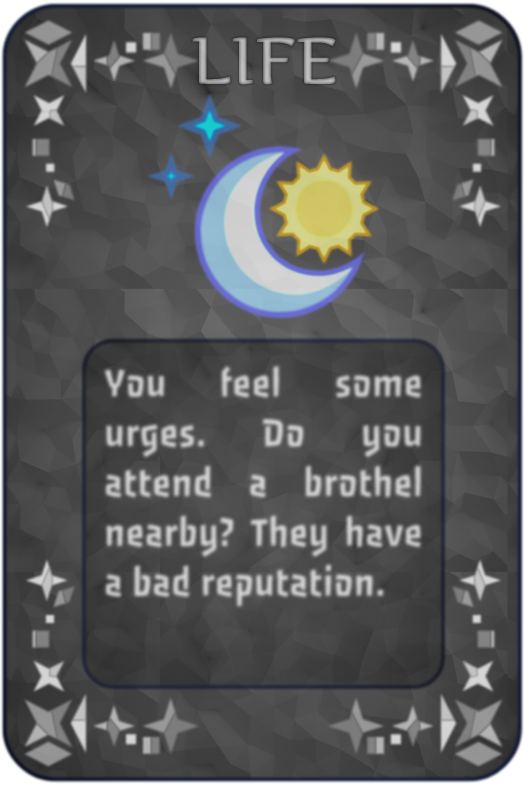 LIFE
You feel some
urges. Do you
attend a brothel
nearby? They have
a bad reputation.